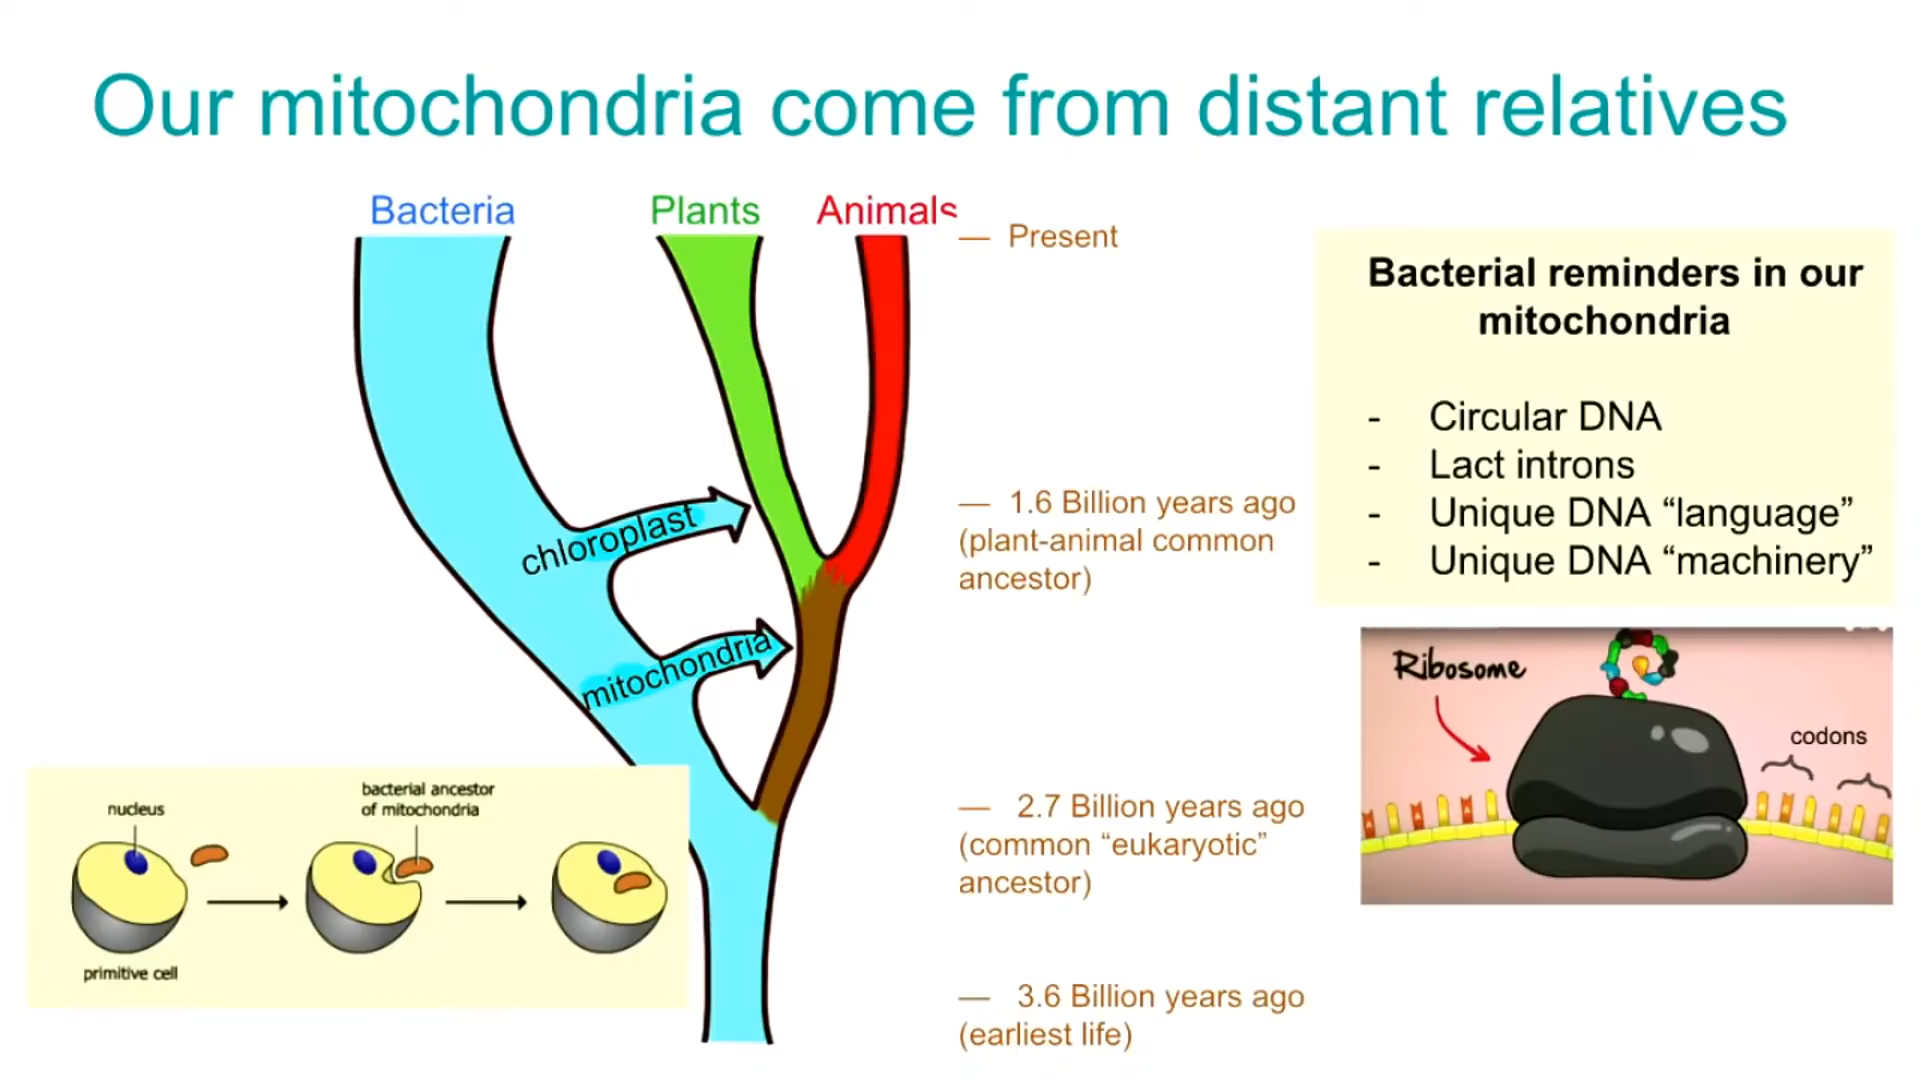 Our mitochondria come from distant relatives
Bacteria
Plants
Animals
— Present
— 1.6 Billion years ago
(plant-animal common
ancestor)
— 2.7 Billion years ago
(common “eukaryotic”
ancestor)
— 3.6 Billion years ago
(earliest life)
chloroplast
mitochondria
nucleus
bacterial ancestor
of mitochondria
primitive cell
Bacterial reminders in our
mitochondria
- Circular DNA
- Lact introns
- Unique DNA “language”
- Unique DNA “machinery”
Ribosome
codons